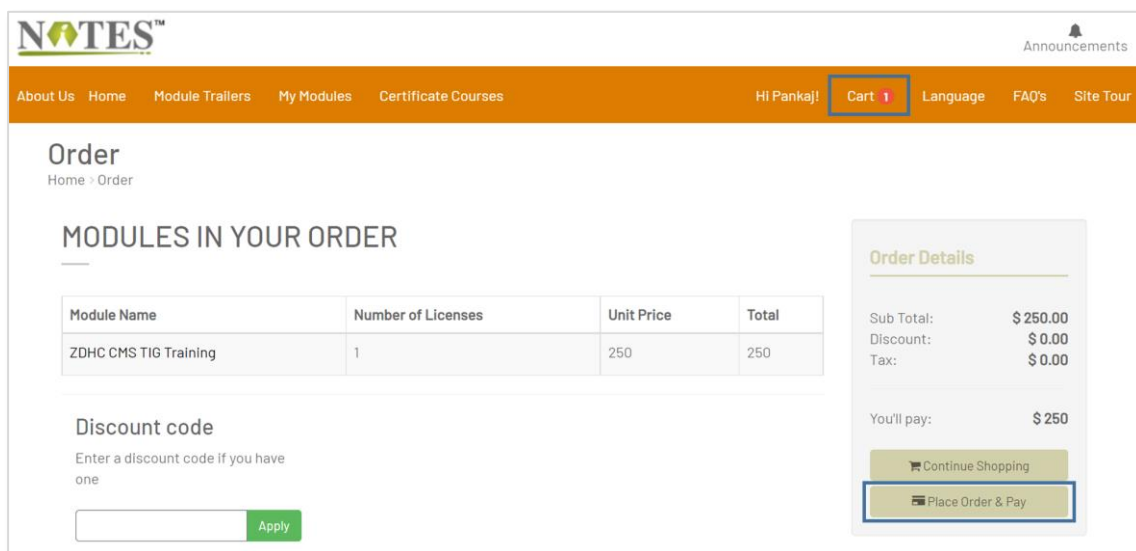 NOTES™
Announcements
About Us Home Module Trailers My Modules Certificate Courses Hi Pankaj! Cart 1 Language FAQ's Site Tour
Order
Home > Order
MODULES IN YOUR ORDER
Module Name Number of Licenses Unit Price Total
ZDHC CMS TIG Training 1 250 250
Discount code
Enter a discount code if you have
one
Apply
Order Details
Sub Total: $ 250.00
Discount: $ 0.00
Tax: $ 0.00
You'll pay: $ 250
Continue Shopping
Place Order & Pay